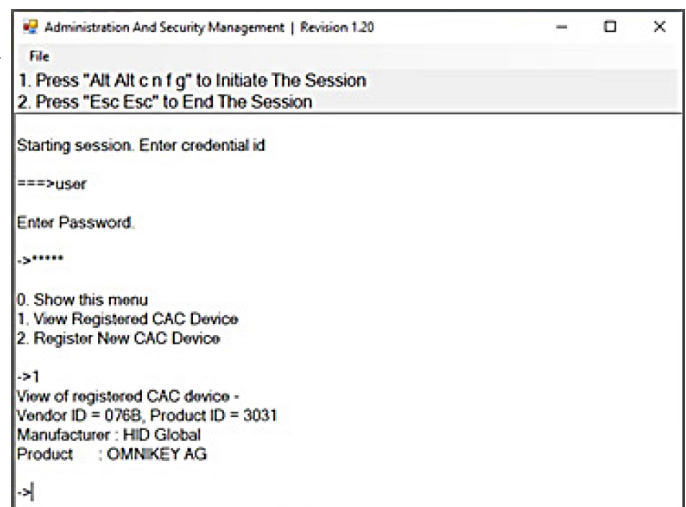 Administration And Security Management | Revision 1.20
File
1. Press "Alt Alt c n f g" to Initiate The Session
2. Press "Esc Esc" to End The Session
Starting session. Enter credential id
===>user
Enter Password.
->*****
0. Show this menu
1. View Registered CAC Device
2. Register New CAC Device
->1
View of registered CAC device -
Vendor ID = 076B, Product ID = 3031
Manufacturer : HID Global
Product : OMNIKEY AG
->